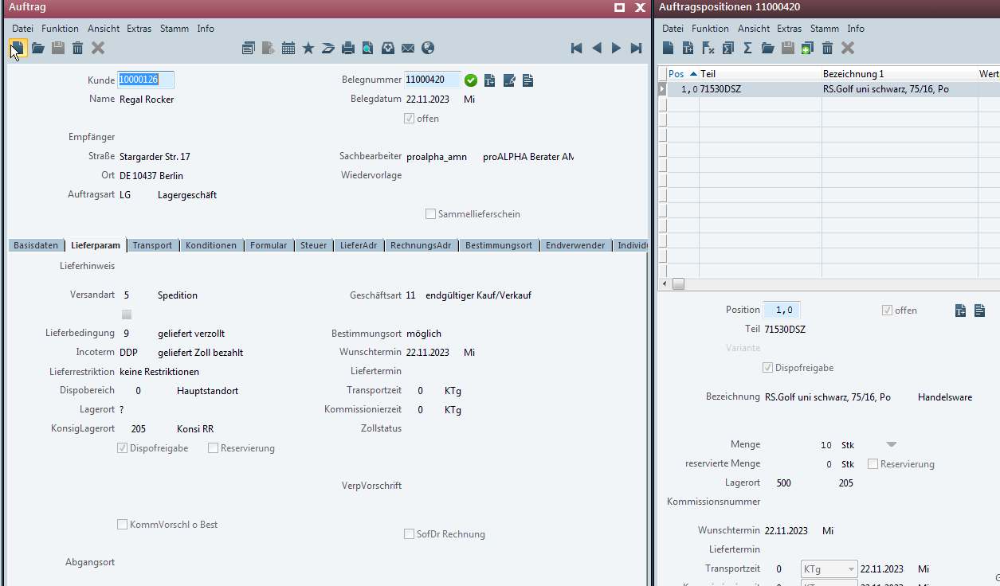 Auftrag
Datei Funktion Ansicht Extras Stamm Info
Kunde 10000126
Name Regal Rocker
Empfänger
Straße Stargarder Str. 17
Ort DE 10437 Berlin
Auftragsart LG Lagergeschäft
Belegnummer 11000420
Belegdatum 22.11.2023 Mi
offen
Sachbearbeiter proalpha_amn proALPHA Berater AM
Wiedervorlage
Sammellieferschein
Basisdaten Lieferparam Transport Konditionen Formular Steuer LieferAdr RechnungsAdr Bestimmungsort Endverwender Individ
Lieferhinweis
Versandart 5 Spedition
Lieferbedingung 9 geliefert verzollt
Incoterm DDP geliefert Zoll bezahlt
Lieferrestriktion keine Restriktionen
Dispobereich 0 Hauptstandort
Lagerort ?
KonsigLagerort 205 Konsi RR
Dispofreigabe Reservierung
KommVorschl o Best
Abgangsort
Geschäftsart 11 endgültiger Kauf/Verkauf
Bestimmungsort möglich
Wunschtermin 22.11.2023 Mi
Liefertermin
Transportzeit 0 KTg
Kommissionierzeit 0 KTg
Zollstatus
VerpVorschrift
SofDr Rechnung
Auftragspositionen 11000420
Datei Funktion Ansicht Extras Stamm Info
Pos Teil Bezeichnung 1 Wert
1,0 71530DSZ RS.Golf uni schwarz, 75/16, Po
Position 1,0 offen
Teil 71530DSZ
Variante
Dispofreigabe
Bezeichnung RS.Golf uni schwarz, 75/16, Po Handelsware
Menge 10 Stk
reservierte Menge 0 Stk Reservierung
Lagerort 500 205
Kommissionsnummer
Wunschtermin 22.11.2023 Mi
Liefertermin
Transportzeit 0 KTg 22.11.2023 Mi